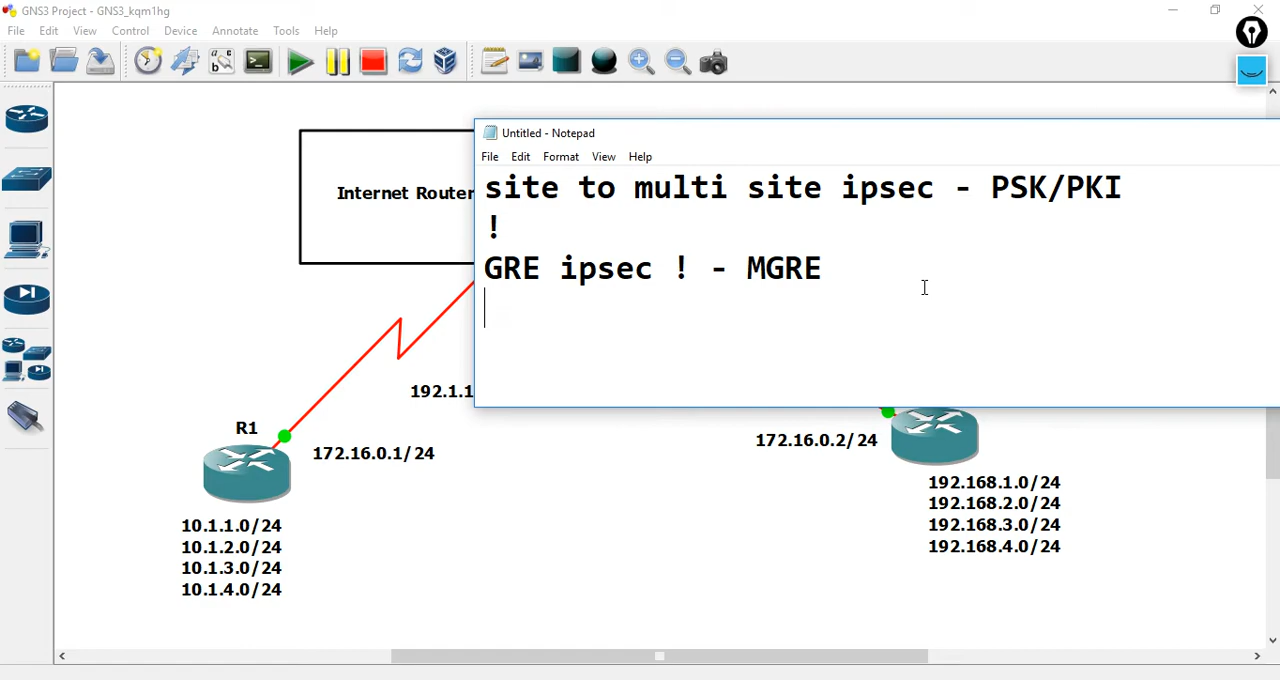 GNS3 Project - GNS3_kqm1hg
File Edit View Control Device Annotate Tools Help
Untitled - Notepad
File Edit Format View Help
site to multi site ipsec - PSK/PKI
!
GRE ipsec ! - MGRE
Internet Router
192.1.1
R1
172.16.0.1/24
172.16.0.2/24
10.1.1.0/24
10.1.2.0/24
10.1.3.0/24
10.1.4.0/24
192.168.1.0/24
192.168.2.0/24
192.168.3.0/24
192.168.4.0/24